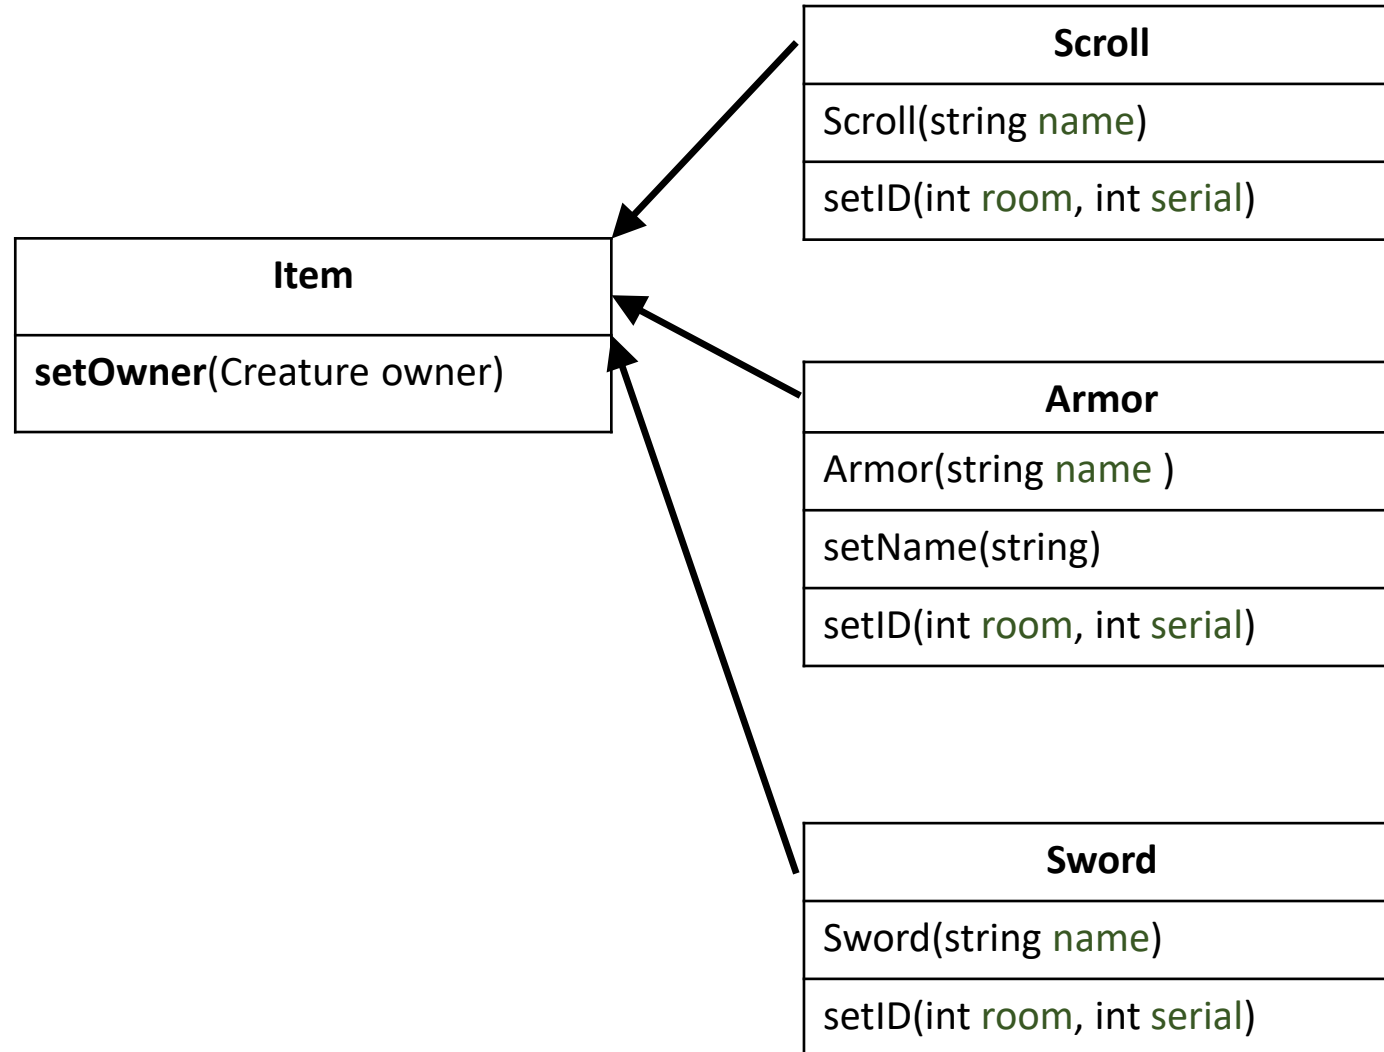 Item
setOwner(Creature owner)
Scroll
Scroll(string name)
setID(int room, int serial)
Armor
Armor(string name )
setName(string)
setID(int room, int serial)
Sword
Sword(string name)
setID(int room, int serial)